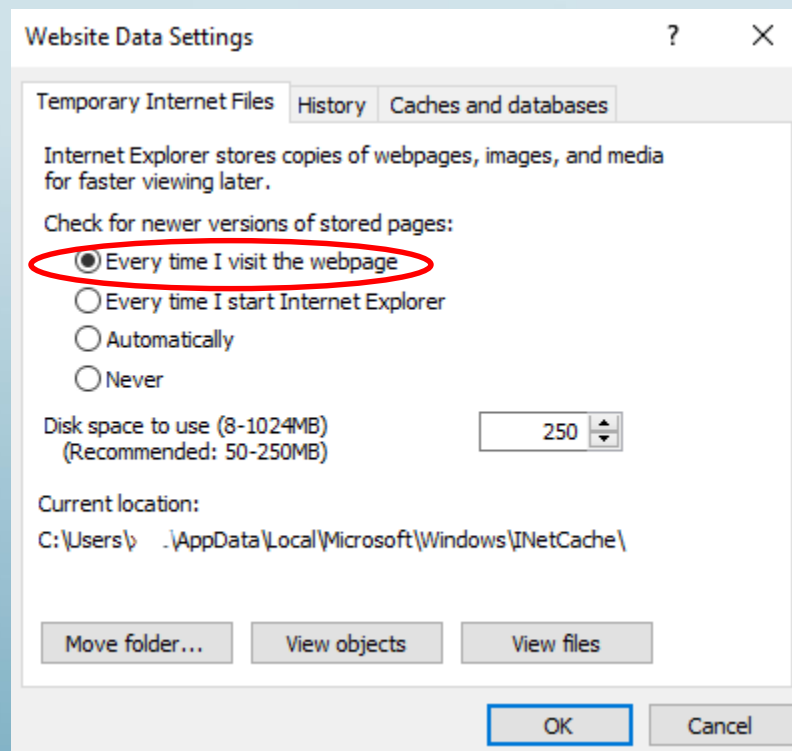 Website Data Settings
Temporary Internet Files History Caches and databases
Internet Explorer stores copies of webpages, images, and media
for faster viewing later.
Check for newer versions of stored pages:
Every time I visit the webpage
Every time I start Internet Explorer
Automatically
Never
Disk space to use (8-1024MB) 250
(Recommended: 50-250MB)
Current location:
C:\Users\ \AppData\Local\Microsoft\Windows\INetCache\
Move folder... View objects View files
OK Cancel